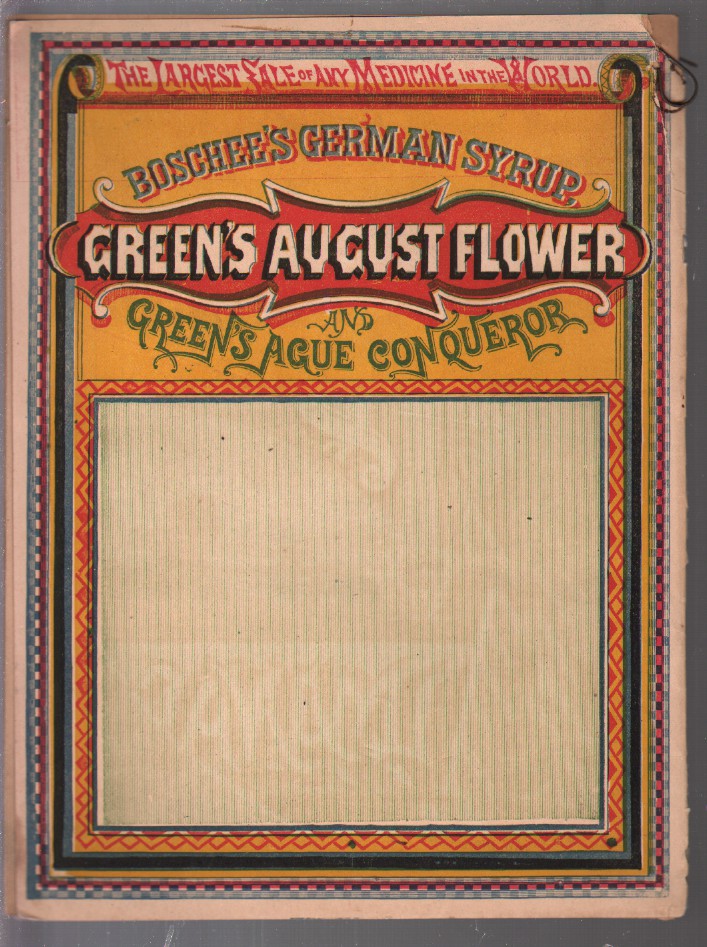 THE LARGEST SALE OF ANY MEDICINE IN THE WORLD.
BOSCHEE'S GERMAN SYRUP,
GREEN'S AUGUST FLOWER
AND
GREEN'S AGUE CONQUEROR